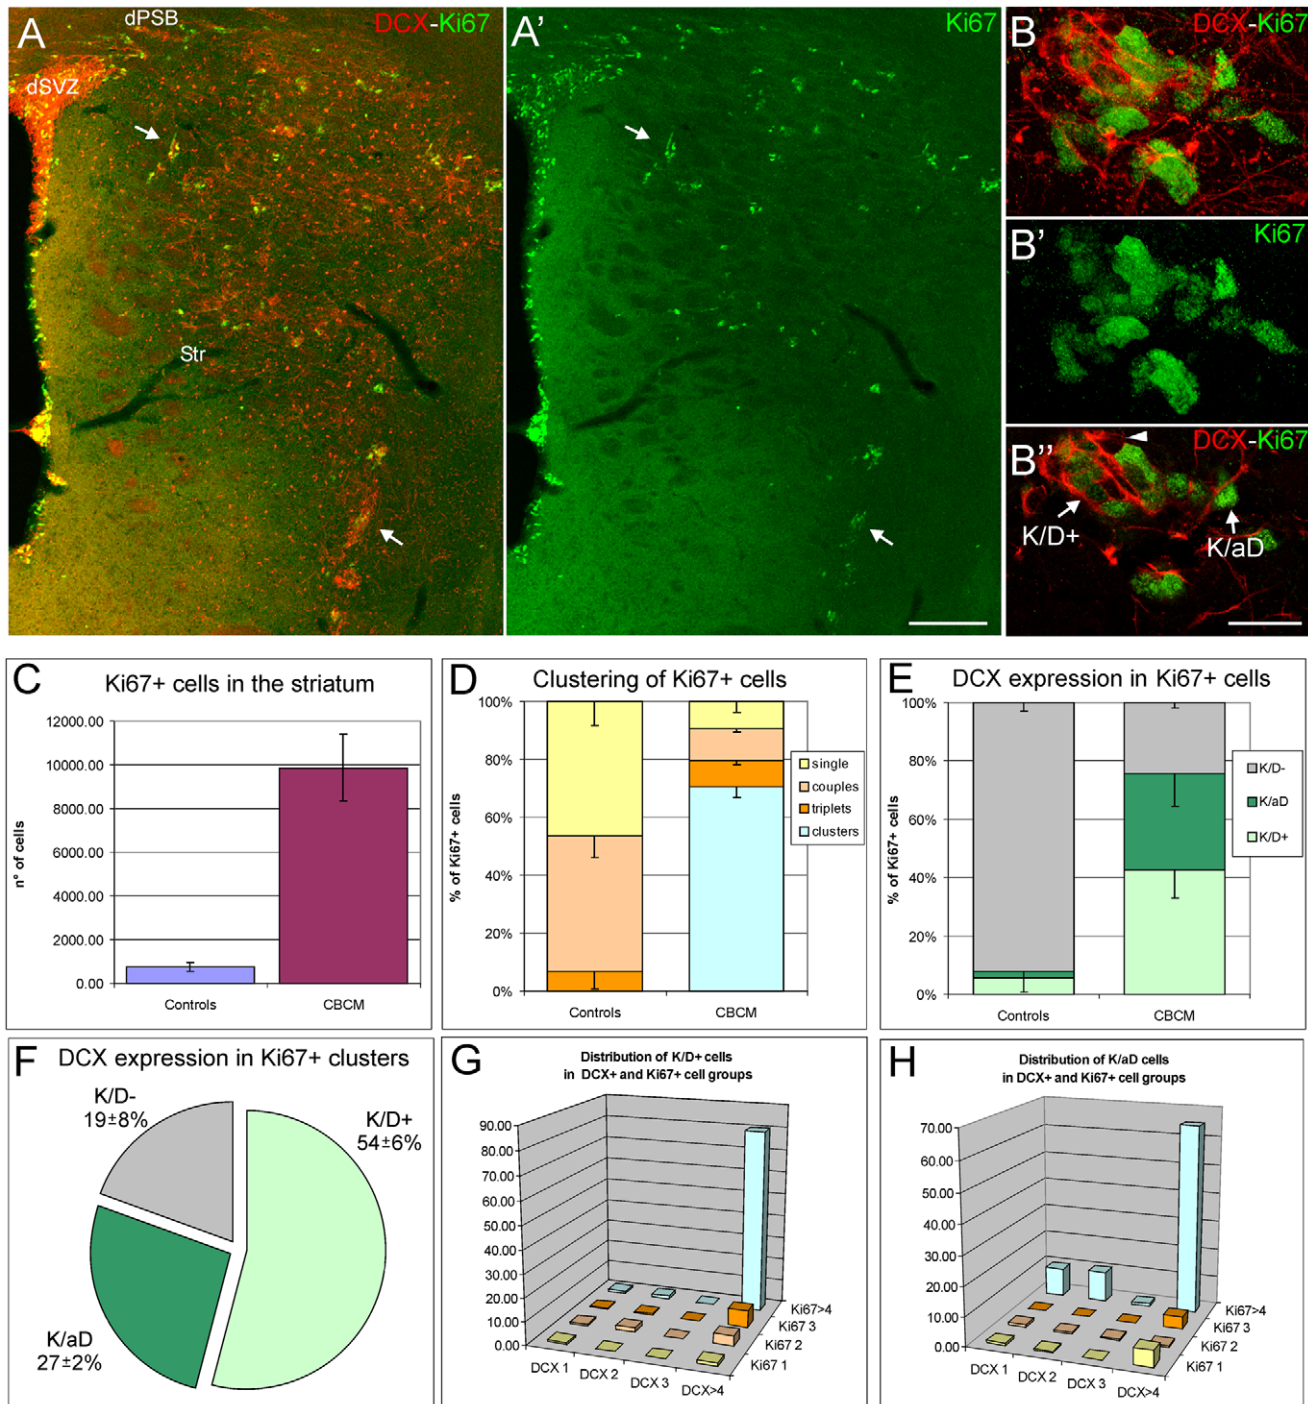 A
dPSB
DCX-Ki67
dSVZ
Str
A'
Ki67
B
DCX-Ki67
B'
Ki67
B''
DCX-Ki67
K/D+
K/aD
C
Ki67+ cells in the striatum
n° of cells
12000.00
10000.00
8000.00
6000.00
4000.00
2000.00
0.00
Controls
CBCM
D
Clustering of Ki67+ cells
% of Ki67+ cells
100%
80%
60%
40%
20%
0%
Controls
CBCM
single
couples
triplets
clusters
E
DCX expression in Ki67+ cells
% of Ki67+ cells
100%
80%
60%
40%
20%
0%
Controls
CBCM
K/D-
K/aD
K/D+
F
DCX expression in Ki67+ clusters
K/D-
19±8%
K/D+
54±6%
K/aD
27±2%
G
Distribution of K/D+ cells
in DCX+ and Ki67+ cell groups
90.00
80.00
70.00
60.00
50.00
40.00
30.00
20.00
10.00
0.00
DCX 1
DCX 2
DCX 3
DCX>4
Ki67>4
Ki67 3
Ki67 2
Ki67 1
H
Distribution of K/aD cells
in DCX+ and Ki67+ cell groups
70.00
60.00
50.00
40.00
30.00
20.00
10.00
0.00
DCX 1
DCX 2
DCX 3
DCX>4
Ki67>4
Ki67 3
Ki67 2
Ki67 1